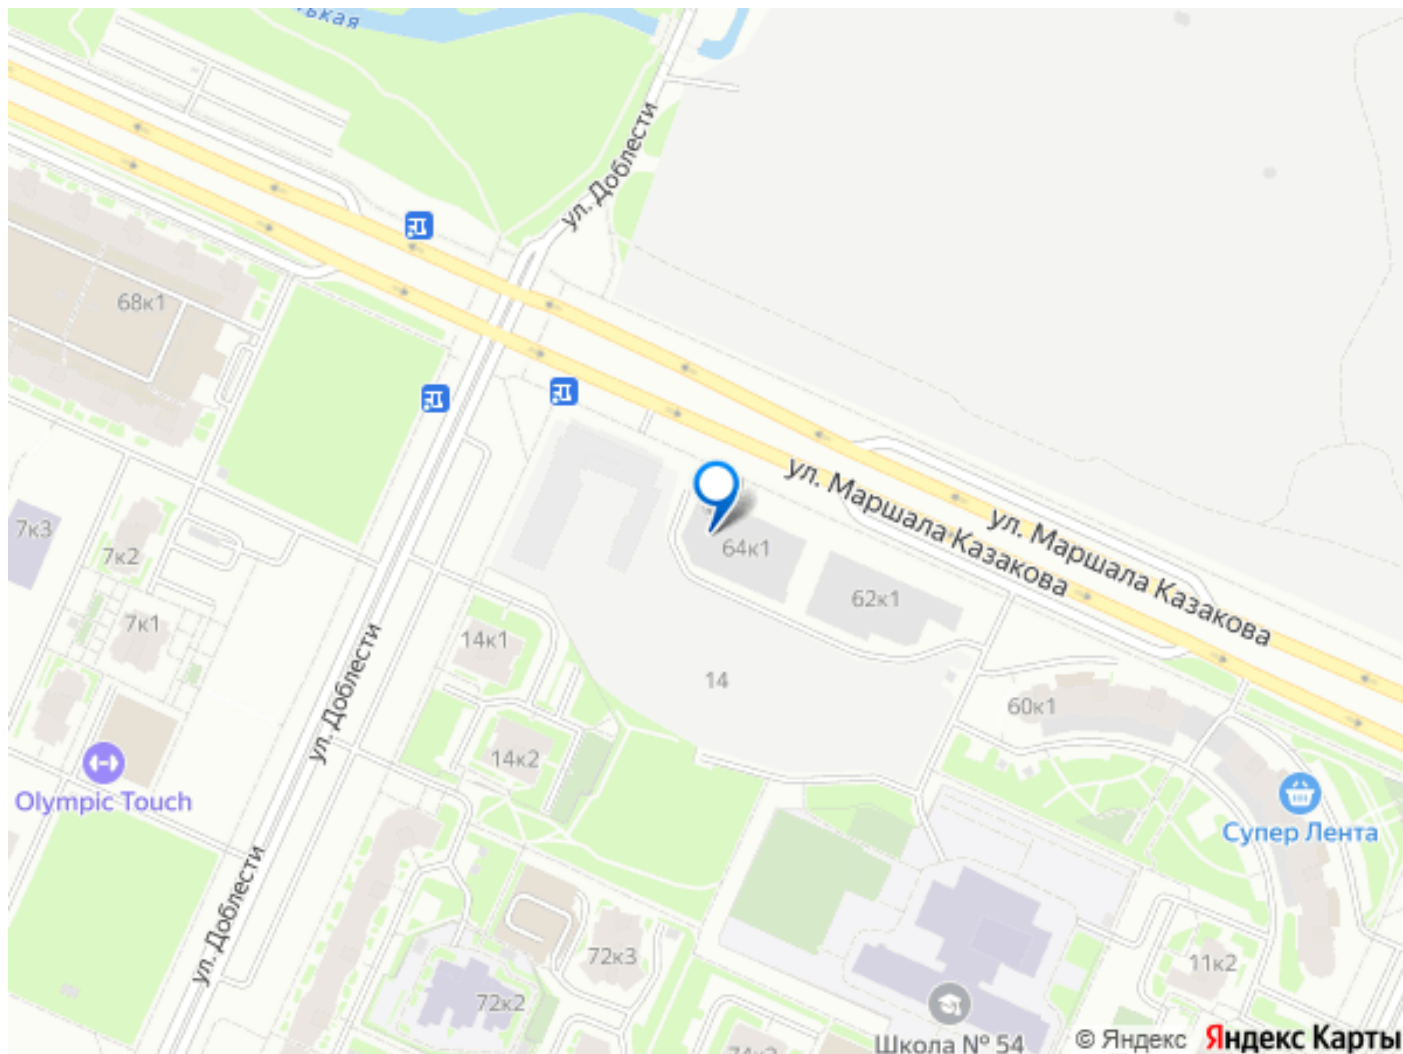 ул. Доблести
68к1
ул. Маршала Казакова
ул. Маршала Казакова
7к3
7к2
64к1
62к1
7к1
14к1
14
60к1
ул. Доблести
14к2
Olympic Touch
Супер Лента
ул. Доблести
72к3
11к2
72к2
Школа № 54
© Яндекс Яндекс Карты